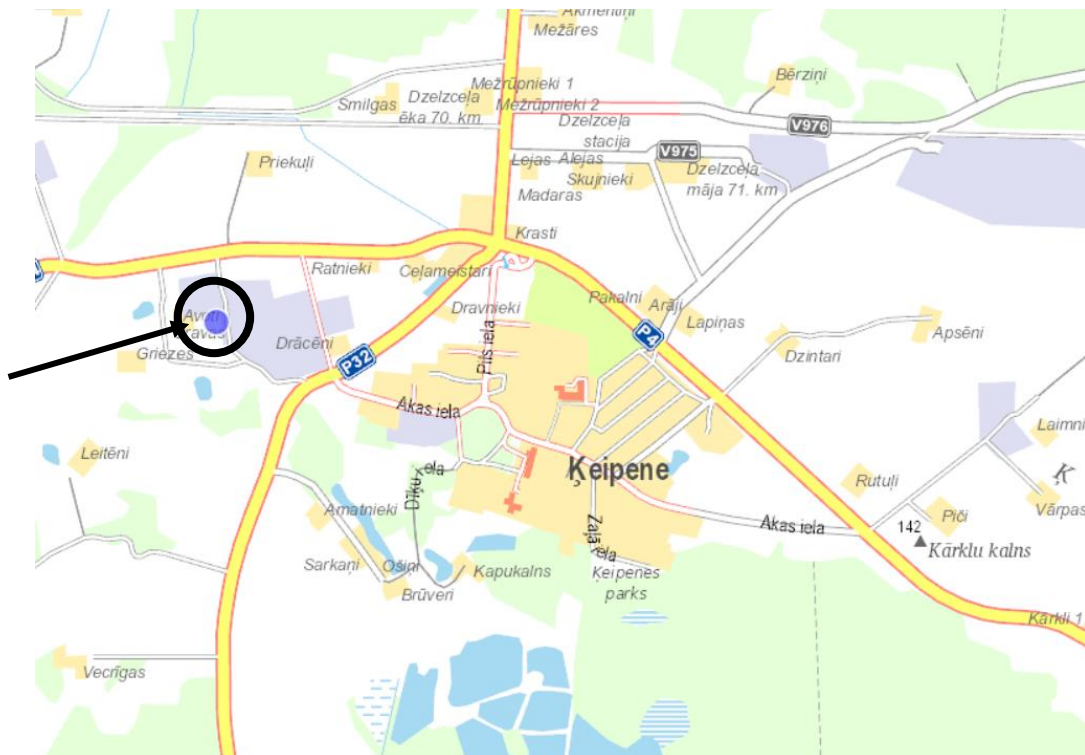 Akmentiņi
Mežāres
Mežrūpnieki 1
Bērziņi
Smilgas
Dzelzceļa
ēka 70. km
Mežrūpnieki 2
Dzelzceļa
stacija
V976
V975
Priekuļi
Lejas
Alejas
Skujnieki
Dzelzceļa
māja 71. km
Madaras
Krasti
Ratnieki
Ceļameistari
Dravnieki
Pakalni
Arāji
Lapiņas
Apsēni
Griezes
Drācēni
P32
Pils iela
P4
Dzintari
Akas iela
Laimni
Leitēni
Ķeipene
Dīķu iela
Rutuļi
Ķ
Amatnieki
Zaļā iela
Akas iela
142
Piči
Vārpas
Kārklu kalns
Sarkaņi
Ošiņi
Kapukalns
Brūveri
Ķeipenes
parks
Kārkli 1
Vecrīgas